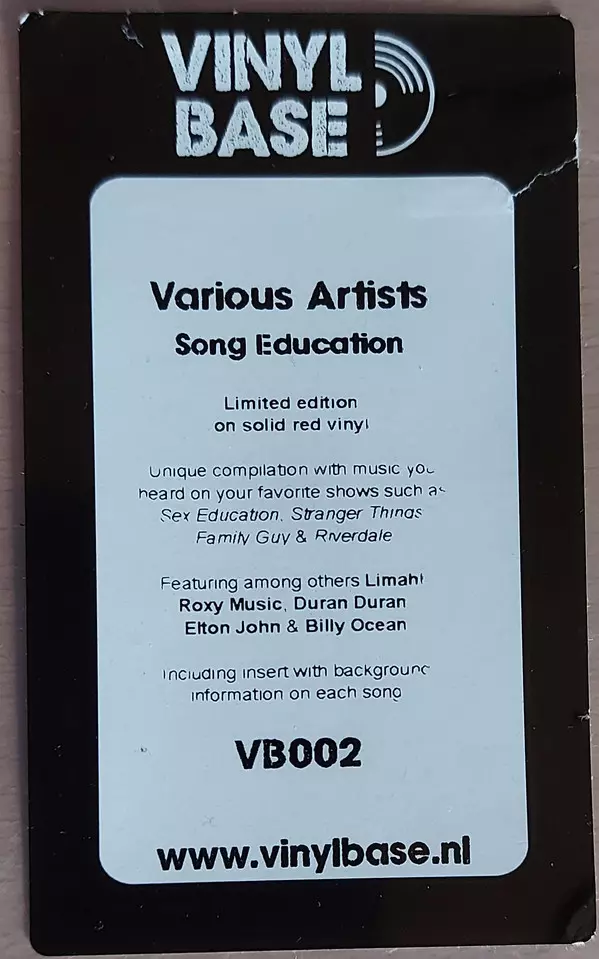 VINYL
BASE
Various Artists
Song Education
Limited edition
on solid red vinyl
Unique compilation with music you
heard on your favorite shows such as
Sex Education, Stranger Things
Family Guy & Riverdale
Featuring among others Limahl
Roxy Music, Duran Duran
Elton John & Billy Ocean
Including insert with background
information on each song
VB002
www.vinylbase.nl